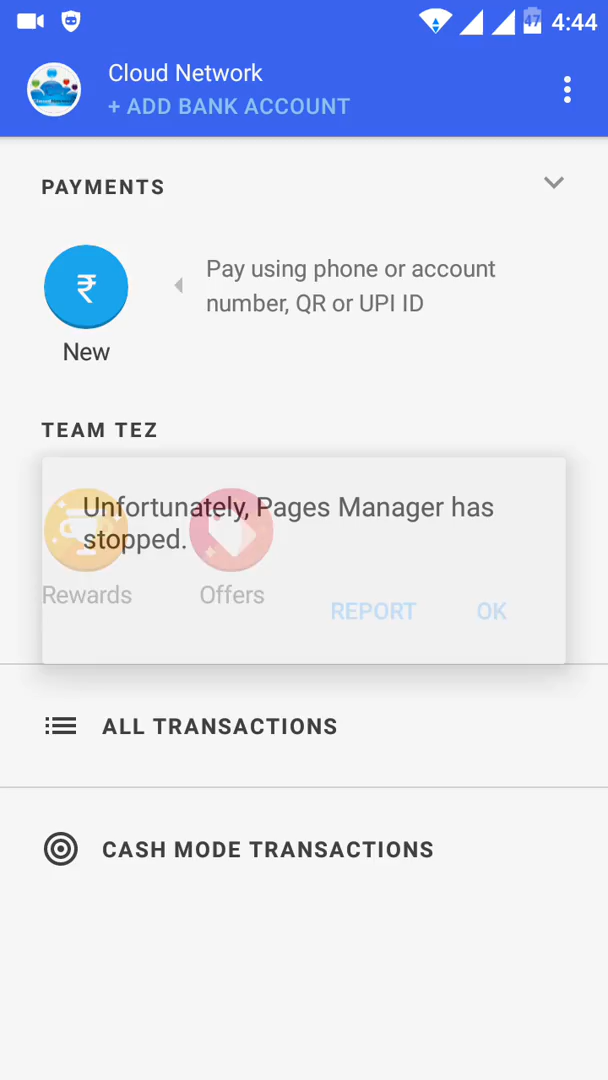 47 4:44
Cloud Network
+ ADD BANK ACCOUNT
PAYMENTS
Pay using phone or account
number, QR or UPI ID
₹
New
TEAM TEZ
Unfortunately, Pages Manager has
stopped.
Rewards Offers
REPORT OK
ALL TRANSACTIONS
CASH MODE TRANSACTIONS